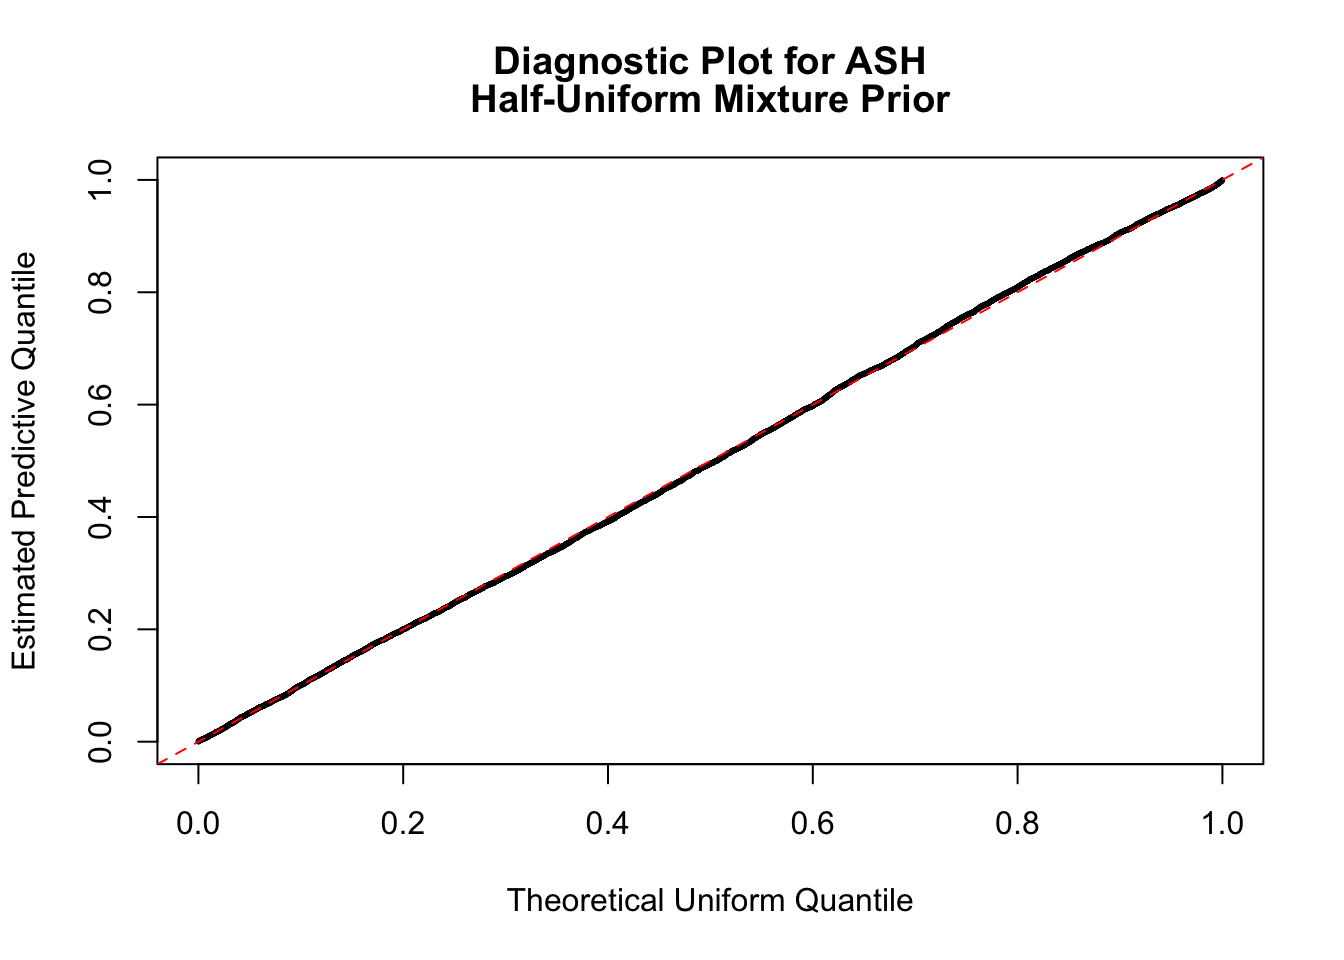 Diagnostic Plot for ASH
Half-Uniform Mixture Prior
Estimated Predictive Quantile
1.0
0.8
0.6
0.4
0.2
0.0
0.0 0.2 0.4 0.6 0.8 1.0
Theoretical Uniform Quantile